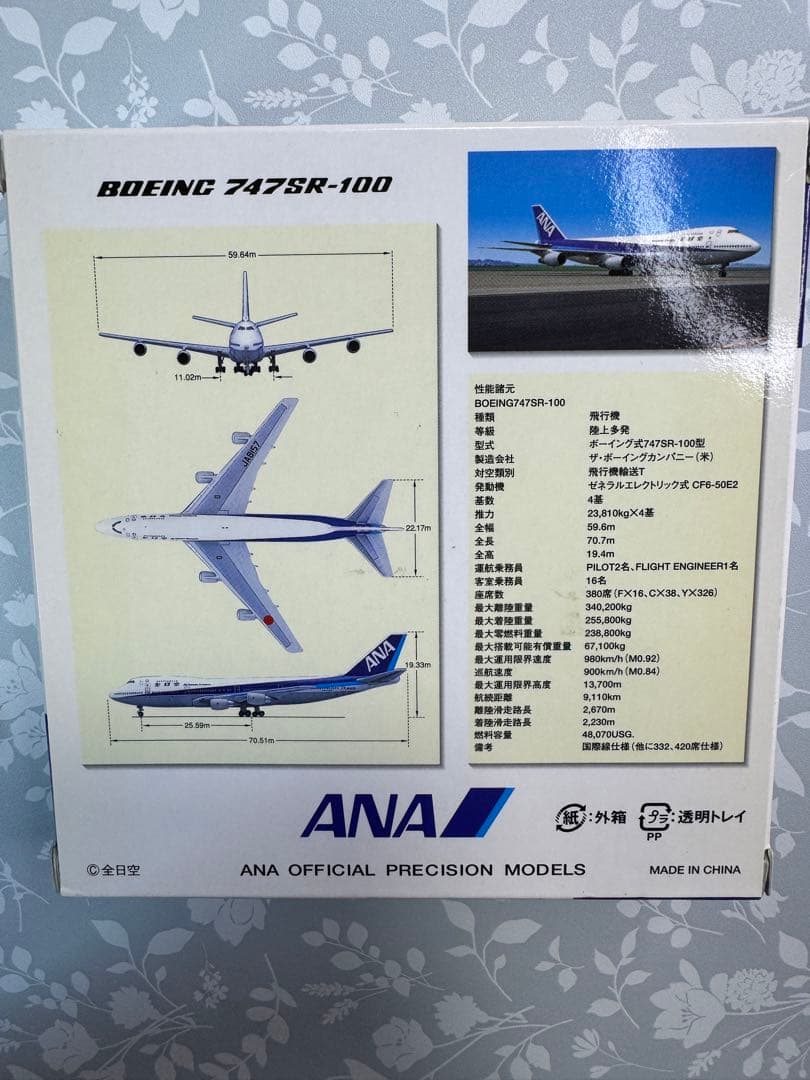 BOEING 747SR-100
59.64m
11.02m
JA8157
22.17m
ANA
19.33m
全日空
25.59m
70.51m
ANA
全日空
性能諸元
BOEING747SR-100
種類 飛行機
等級 陸上多発
型式 ボーイング式747SR-100型
製造会社 ザ・ボーイングカンパニー(米)
対空類別 飛行機輸送T
発動機 ゼネラルエレクトリック式 CF6-50E2
基数 4基
推力 23,810kg×4基
全幅 59.6m
全長 70.7m
全高 19.4m
運航乗務員 PILOT2名、FLIGHT ENGINEER1名
客室乗務員 16名
座席数 380席(F×16、C×38、Y×326)
最大離陸重量 340,200kg
最大着陸重量 255,800kg
最大零燃料重量 238,800kg
最大搭載可能有償重量 67,100kg
最大運用限界速度 980km/h(M0.92)
巡航速度 900km/h(M0.84)
最大運用限界高度 13,700m
航続距離 9,110km
離陸滑走路長 2,670m
着陸滑走路長 2,230m
燃料容量 48,070USG.
備考 国際線仕様(他に332、420席仕様)
ANA
紙:外箱 プラ:透明トレイ
PP
©全日空 ANA OFFICIAL PRECISION MODELS MADE IN CHINA